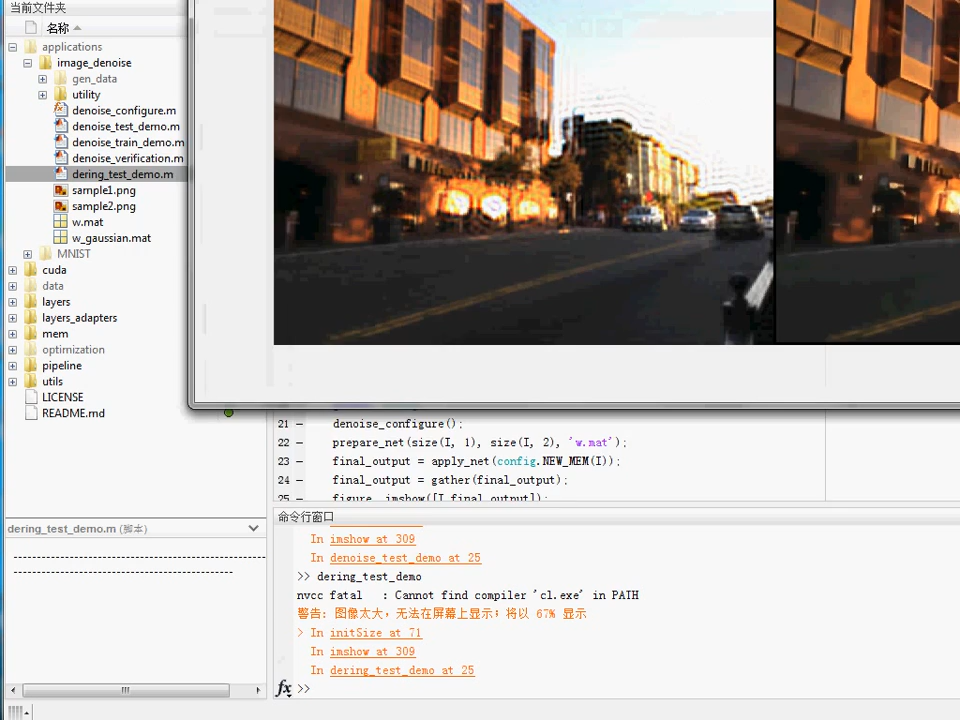 当前文件夹
名称
applications
image_denoise
gen_data
utility
denoise_configure.m
denoise_test_demo.m
denoise_train_demo.m
denoise_verification.m
dering_test_demo.m
sample1.png
sample2.png
w.mat
w_gaussian.mat
MNIST
cuda
data
layers
layers_adapters
mem
optimization
pipeline
utils
LICENSE
README.md
dering_test_demo.m (脚本)
21 - denoise_configure();
22 - prepare_net(size(I, 1), size(I, 2), 'w.mat');
23 - final_output = apply_net(config.NEW_MEM(I));
24 - final_output = gather(final_output);
25 - figure, imshow([I final_output]);
命令行窗口
In imshow at 309
In denoise_test_demo at 25
>> dering_test_demo
nvcc fatal   : Cannot find compiler 'cl.exe' in PATH
警告: 图像太大，无法在屏幕上显示；将以 67% 显示
> In initSize at 71
In imshow at 309
In dering_test_demo at 25
fx >>